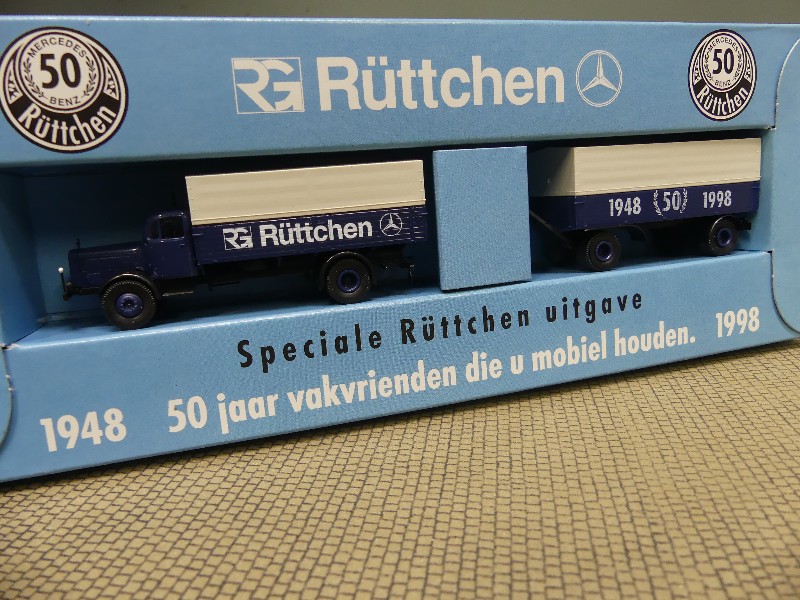 MERCEDES
50
BENZ
Rüttchen
RG Rüttchen
MERCEDES
50
BENZ
Rüttchen
RG Rüttchen
1948 50 1998
Speciale Rüttchen uitgave
1948 50 jaar vakvrienden die u mobiel houden. 1998